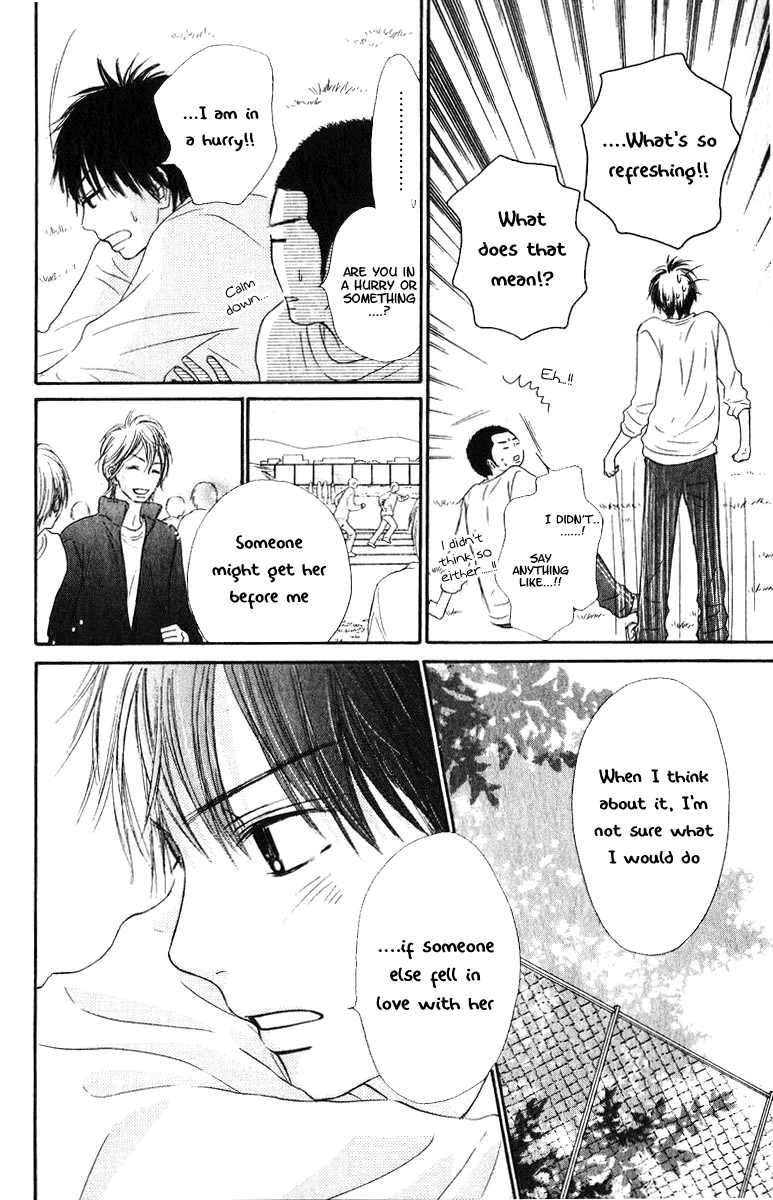 ....What's so
refreshing!!
What
does that
mean!?
Eh...!!
I DIDN'T..
......!
SAY
ANYTHING
LIKE....!!
I didn't
think so
either.....!!
.........
ARE YOU IN
A HURRY OR
SOMETHING
....?
...I am in
a hurry!!
Calm
down...
Someone
might get her
before me
When I think
about it, I'm
not sure what
I would do
....if someone
else fell in
love with her